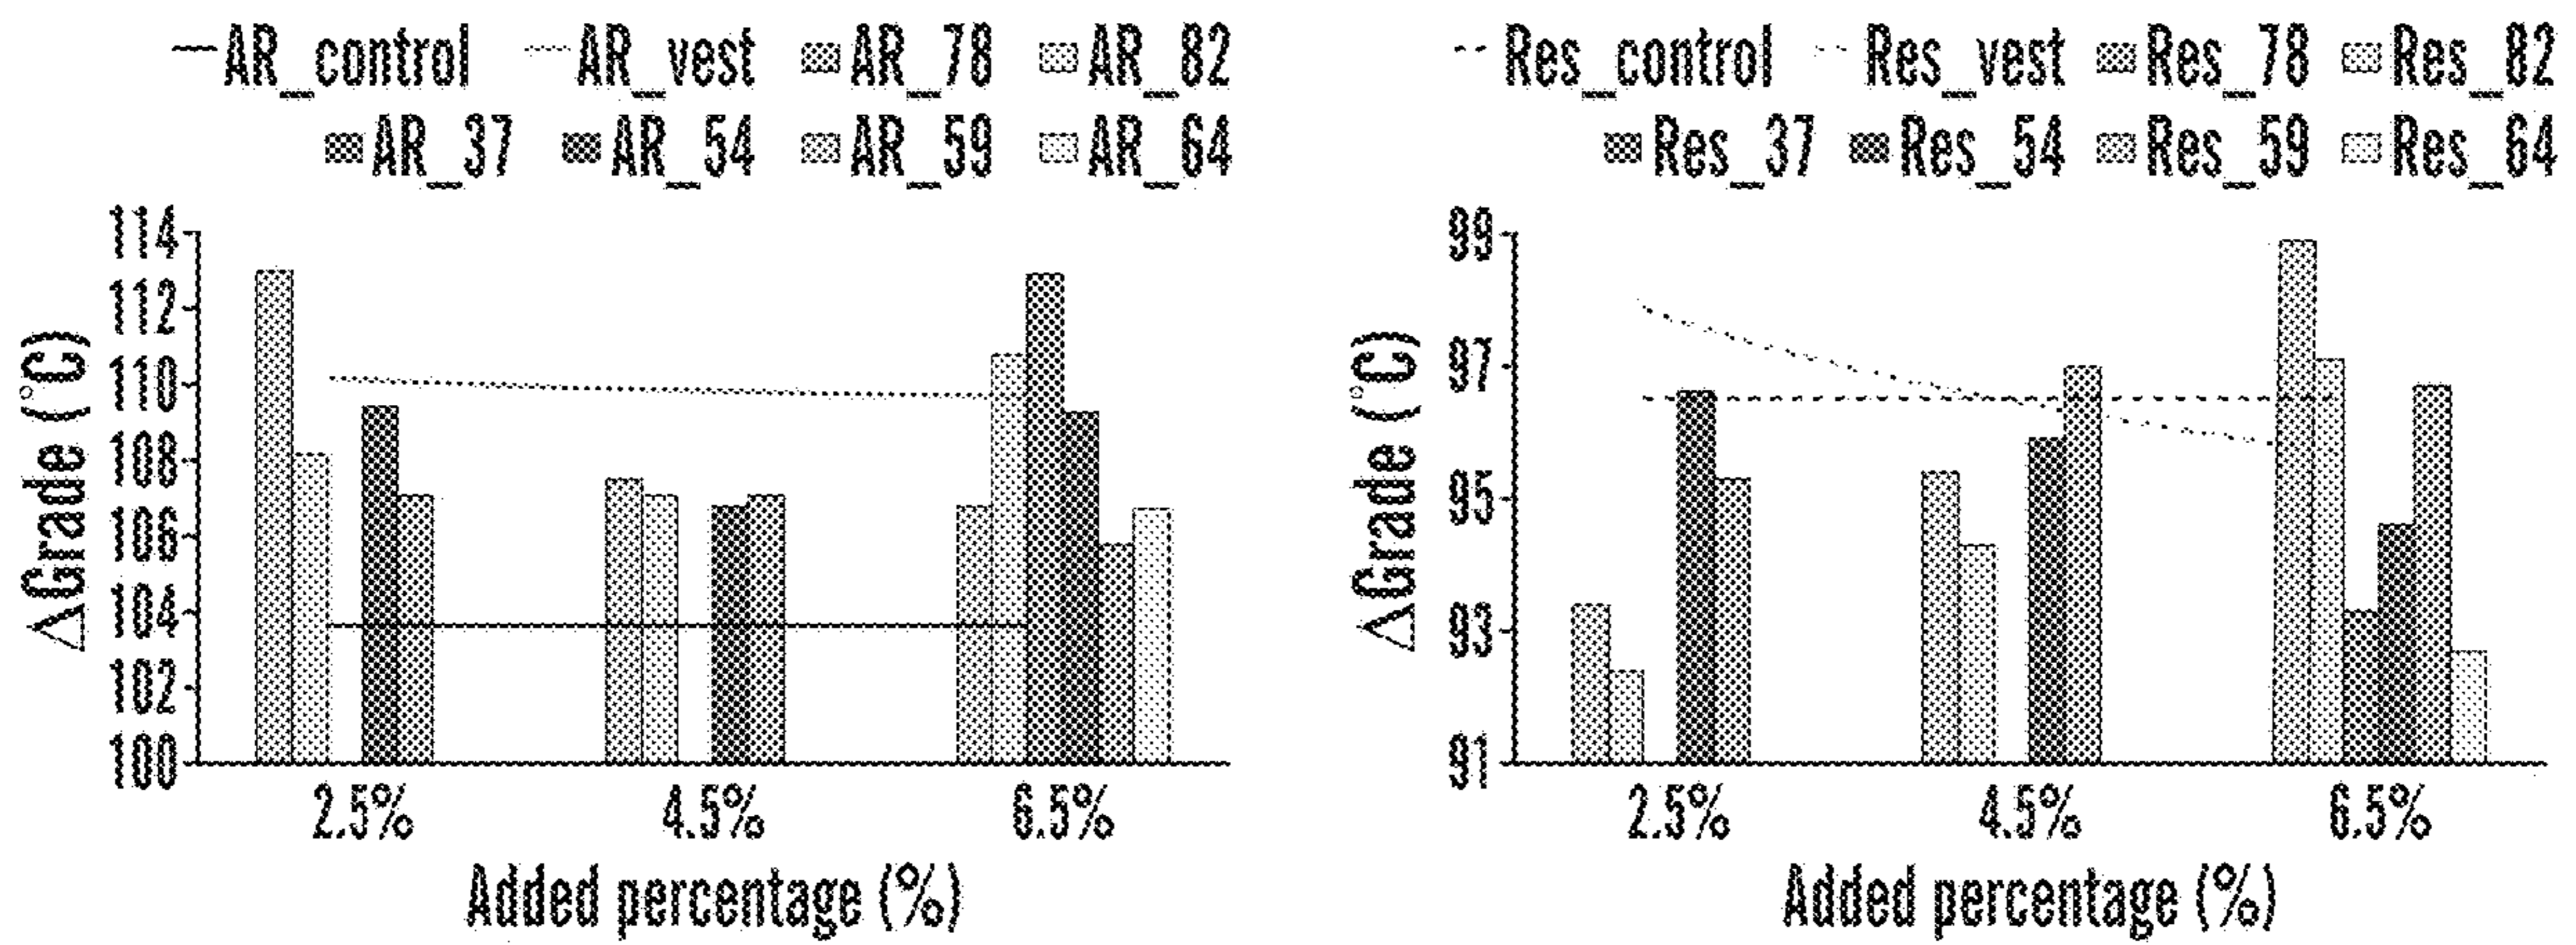 AR_control AR_vest AR_78 AR_82
AR_37 AR_54 AR_59 AR_64
114
112
110
108
106
104
102
100
ΔGrade (°C)
2.5% 4.5% 6.5%
Added percentage (%)
Res_control Res_vest Res_78 Res_82
Res_37 Res_54 Res_59 Res_64
99
97
95
93
91
ΔGrade (°C)
2.5% 4.5% 6.5%
Added percentage (%)